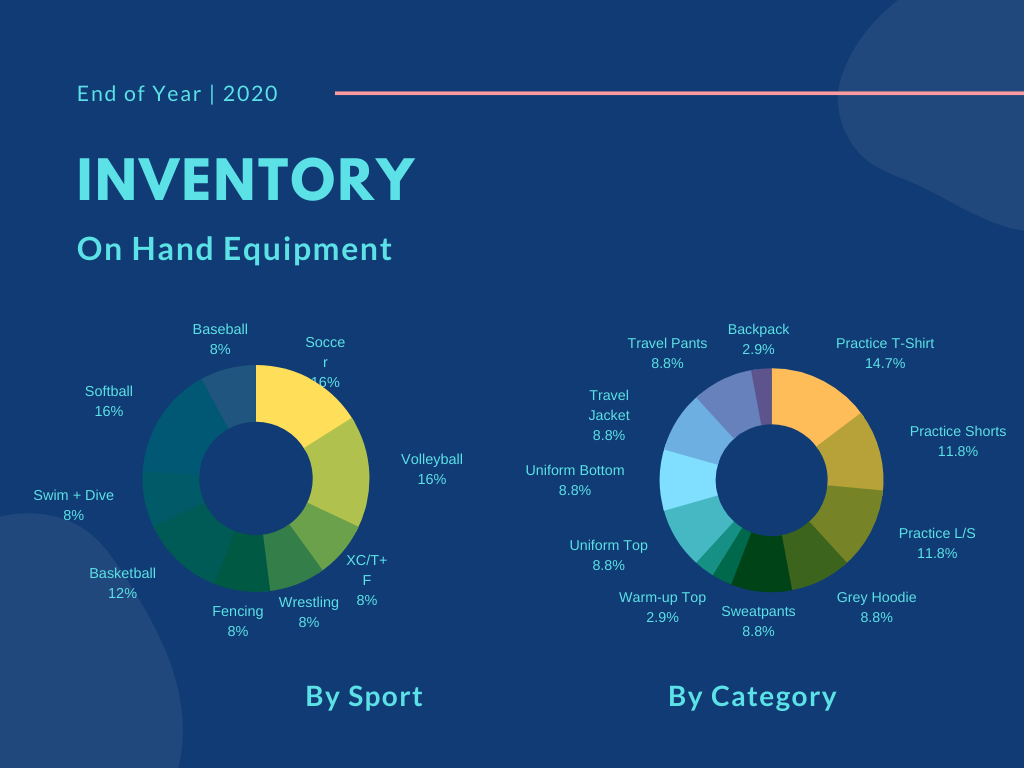 End of Year | 2020
INVENTORY
On Hand Equipment
Baseball
8%
Socce
r
16%
Softball
16%
Volleyball
16%
Swim + Dive
8%
XC/T+
F
8%
Basketball
12%
Wrestling
8%
Fencing
8%
By Sport
Backpack
2.9%
Travel Pants
8.8%
Practice T-Shirt
14.7%
Travel
Jacket
8.8%
Practice Shorts
11.8%
Uniform Bottom
8.8%
Practice L/S
11.8%
Uniform Top
8.8%
Warm-up Top
2.9%
Grey Hoodie
8.8%
Sweatpants
8.8%
By Category